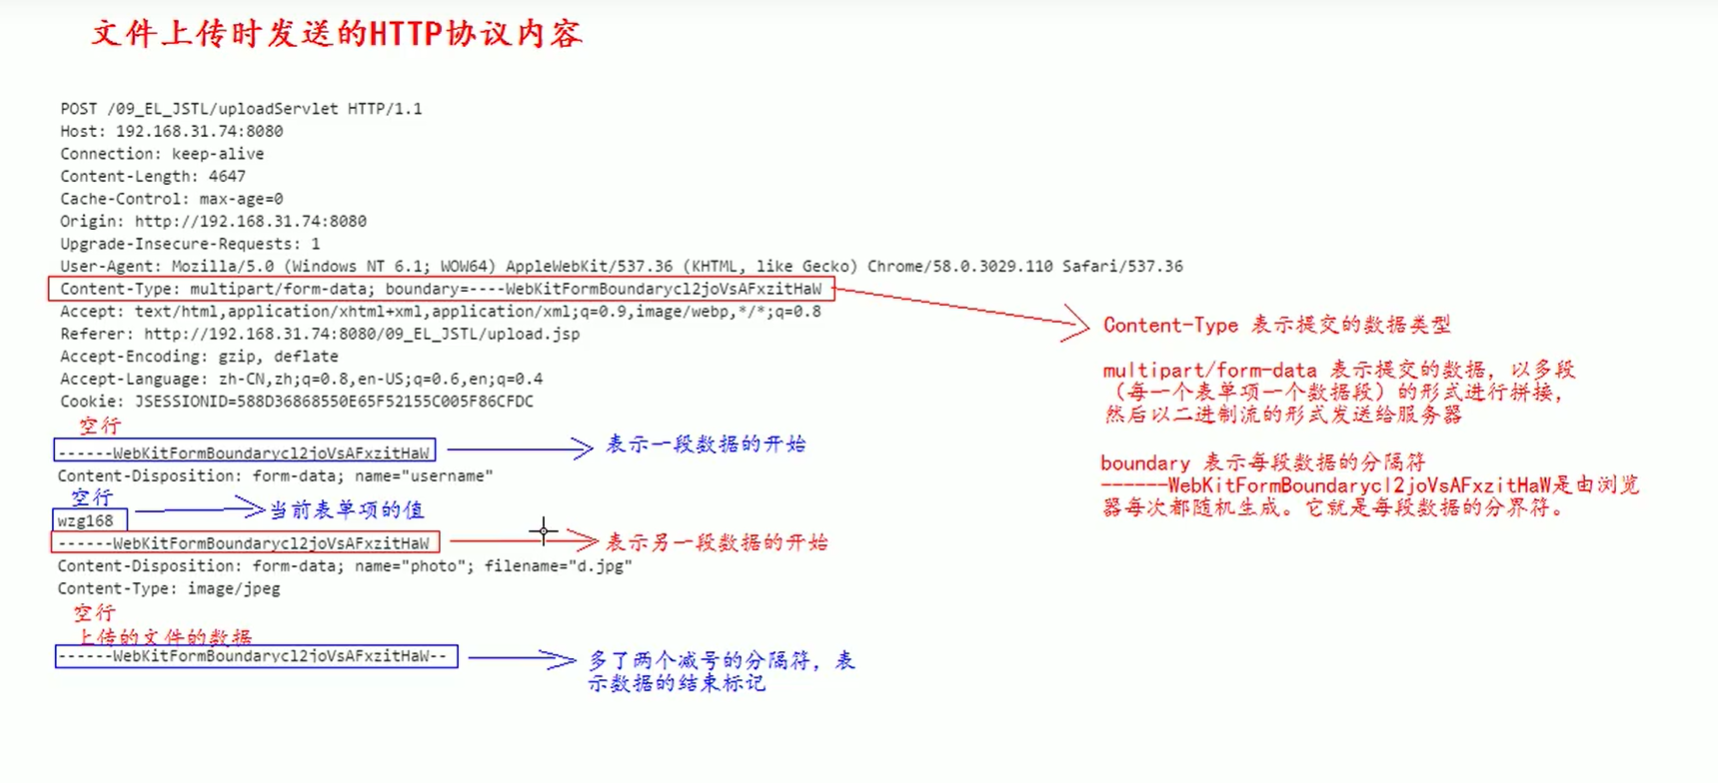 文件上传时发送的HTTP协议内容
POST /09_EL_JSTL/uploadServlet HTTP/1.1
Host: 192.168.31.74:8080
Connection: keep-alive
Content-Length: 4647
Cache-Control: max-age=0
Origin: http://192.168.31.74:8080
Upgrade-Insecure-Requests: 1
User-Agent: Mozilla/5.0 (Windows NT 6.1; WOW64) AppleWebKit/537.36 (KHTML, like Gecko) Chrome/58.0.3029.110 Safari/537.36
Content-Type: multipart/form-data; boundary=----WebKitFormBoundarycl2joVsAFxzitHaW
Accept: text/html,application/xhtml+xml,application/xml;q=0.9,image/webp,*/*;q=0.8
Referer: http://192.168.31.74:8080/09_EL_JSTL/upload.jsp
Accept-Encoding: gzip, deflate
Accept-Language: zh-CN,zh;q=0.8,en-US;q=0.6,en;q=0.4
Cookie: JSESSIONID=588D36868550E65F52155C005F86CFDC
空行
------WebKitFormBoundarycl2joVsAFxzitHaW
表示一段数据的开始
Content-Disposition: form-data; name="username"
空行
当前表单项的值
wzg168
------WebKitFormBoundarycl2joVsAFxzitHaW
表示另一段数据的开始
Content-Disposition: form-data; name="photo"; filename="d.jpg"
Content-Type: image/jpeg
空行
上传的文件的数据
------WebKitFormBoundarycl2joVsAFxzitHaW--
多了两个减号的分隔符，表
示数据的结束标记
Content-Type 表示提交的数据类型
multipart/form-data 表示提交的数据，以多段
（每一个表单项一个数据段）的形式进行拼接，
然后以二进制流的形式发送给服务器
boundary 表示每段数据的分隔符
------WebKitFormBoundarycl2joVsAFxzitHaW是由浏览
器每次都随机生成。它就是每段数据的分界符。